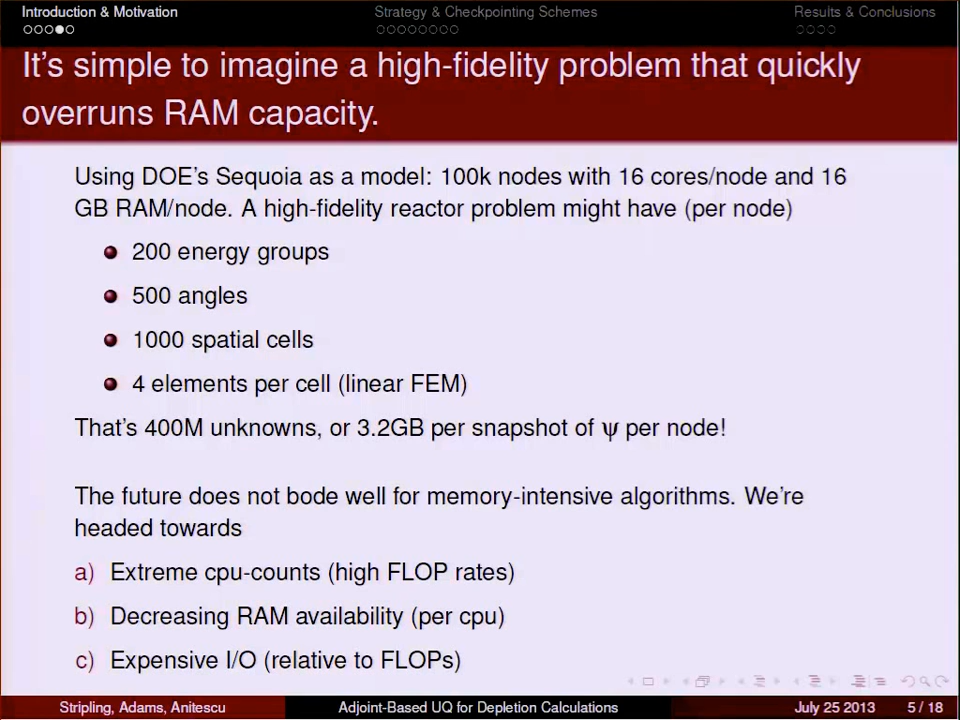 Introduction & Motivation
Strategy & Checkpointing Schemes
Results & Conclusions
It's simple to imagine a high-fidelity problem that quickly
overruns RAM capacity.
Using DOE's Sequoia as a model: 100k nodes with 16 cores/node and 16
GB RAM/node. A high-fidelity reactor problem might have (per node)
200 energy groups
500 angles
1000 spatial cells
4 elements per cell (linear FEM)
That's 400M unknowns, or 3.2GB per snapshot of ψ per node!
The future does not bode well for memory-intensive algorithms. We're
headed towards
a) Extreme cpu-counts (high FLOP rates)
b) Decreasing RAM availability (per cpu)
c) Expensive I/O (relative to FLOPs)
Stripling, Adams, Anitescu
Adjoint-Based UQ for Depletion Calculations
July 25 2013 5 / 18